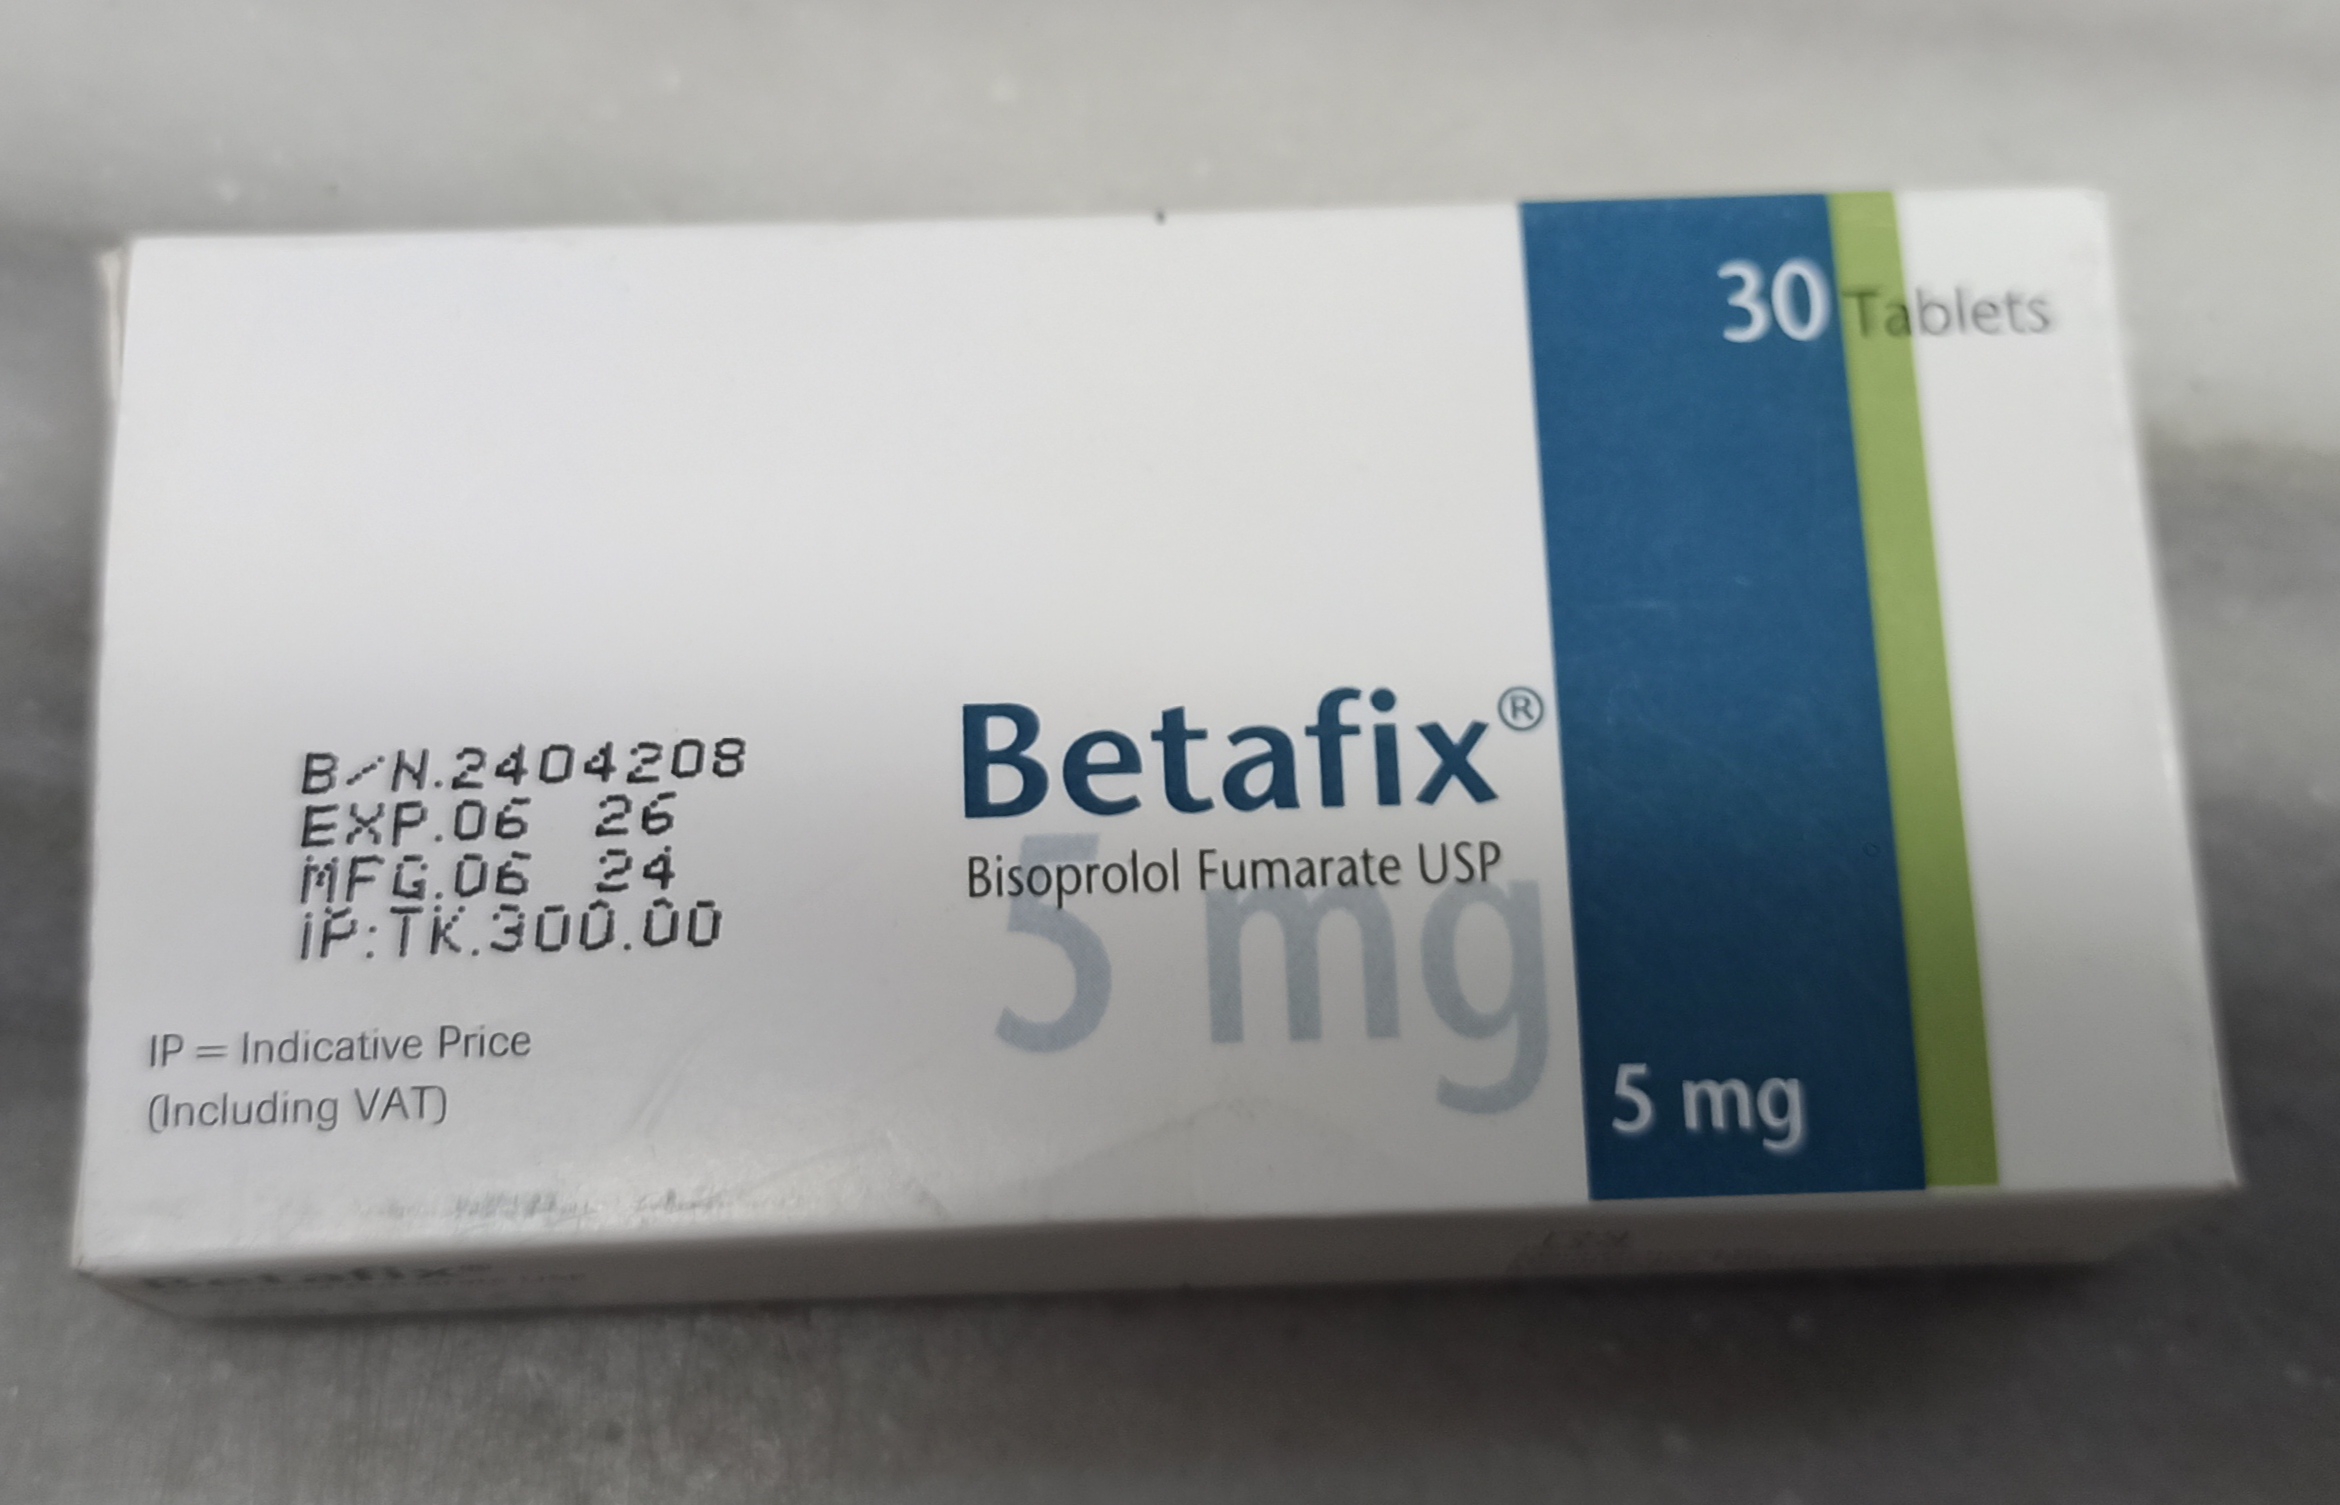 30 Tablets
B/N.2404208
EXP.06 26
MFG.06 24
IP:TK.300.00
IP = Indicative Price
(Including VAT)
Betafix®
Bisoprolol Fumarate USP
5 mg
5 mg
Betafix®